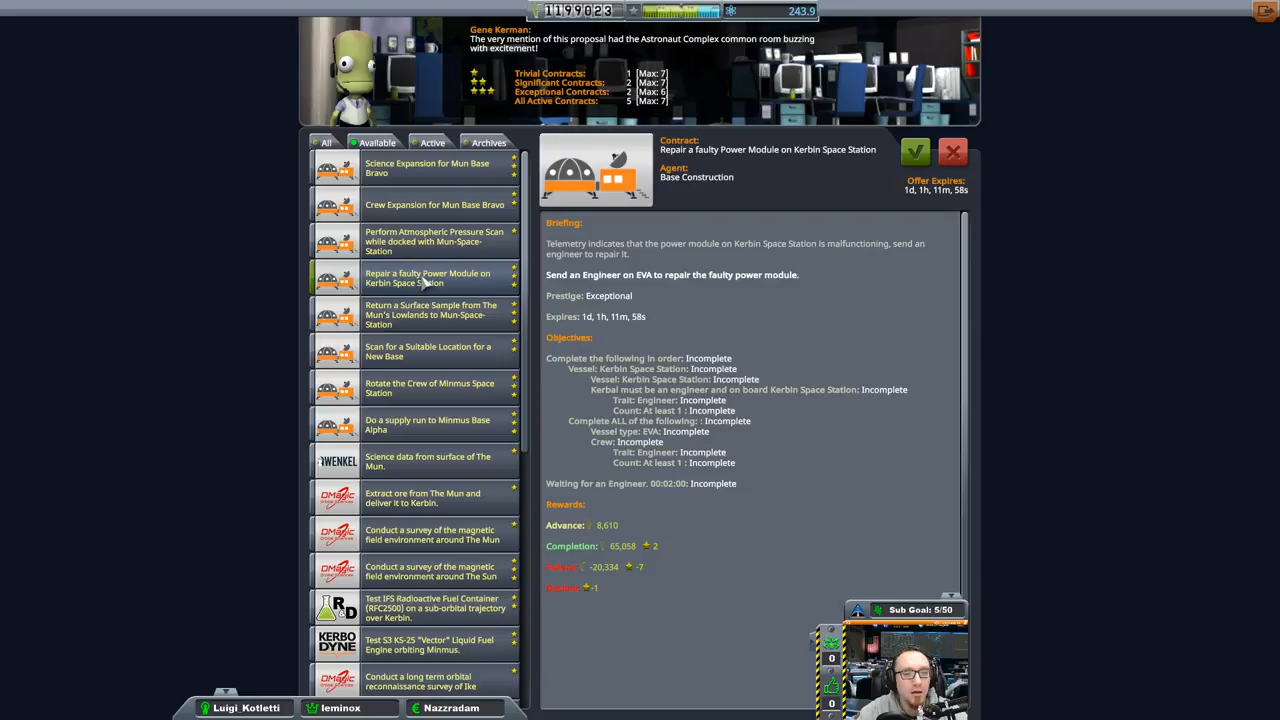 1199023
243.9
Gene Kerman:
The very mention of this proposal had the Astronaut Complex common room buzzing
with excitement!
Trivial Contracts: 1 [Max: 7]
Significant Contracts: 2 [Max: 7]
Exceptional Contracts: 2 [Max: 6]
All Active Contracts: 5 [Max: 7]
All
Available
Active
Archives
Science Expansion for Mun Base
Bravo
Crew Expansion for Mun Base Bravo
Perform Atmospheric Pressure Scan
while docked with Mun-Space-
Station
Repair a faulty Power Module on
Kerbin Space Station
Return a Surface Sample from The
Mun's Lowlands to Mun-Space-
Station
Scan for a Suitable Location for a
New Base
Rotate the Crew of Minmus Space
Station
Do a supply run to Minmus Base
Alpha
WENKEL
Science data from surface of The
Mun.
DMagic
Extract ore from The Mun and
deliver it to Kerbin.
DMagic
Conduct a survey of the magnetic
field environment around The Mun
DMagic
Conduct a survey of the magnetic
field environment around The Sun
R&D
Test IFS Radioactive Fuel Container
(RFC2500) on a sub-orbital trajectory
over Kerbin.
KERBO
DYNE
Test S3 KS-25 "Vector" Liquid Fuel
Engine orbiting Minmus.
DMagic
Conduct a long term orbital
reconnaissance survey of Ike
Contract:
Repair a faulty Power Module on Kerbin Space Station
Agent:
Base Construction
Offer Expires:
1d, 1h, 11m, 58s
Briefing:
Telemetry indicates that the power module on Kerbin Space Station is malfunctioning, send an
engineer to repair it.
Send an Engineer on EVA to repair the faulty power module.
Prestige: Exceptional
Expires: 1d, 1h, 11m, 58s
Objectives:
Complete the following in order: Incomplete
Vessel: Kerbin Space Station: Incomplete
Vessel: Kerbin Space Station: Incomplete
Kerbal must be an engineer and on board Kerbin Space Station: Incomplete
Trait: Engineer: Incomplete
Count: At least 1 : Incomplete
Complete ALL of the following: : Incomplete
Vessel type: EVA: Incomplete
Crew: Incomplete
Trait: Engineer: Incomplete
Count: At least 1 : Incomplete
Waiting for an Engineer. 00:02:00: Incomplete
Rewards:
Advance: 8,610
Completion: 65,058 2
Failure: -20,334 -7
Decline: -1
Sub Goal: 5/50
0
0
Luigi_Kotletti
leminox
Nazzradam